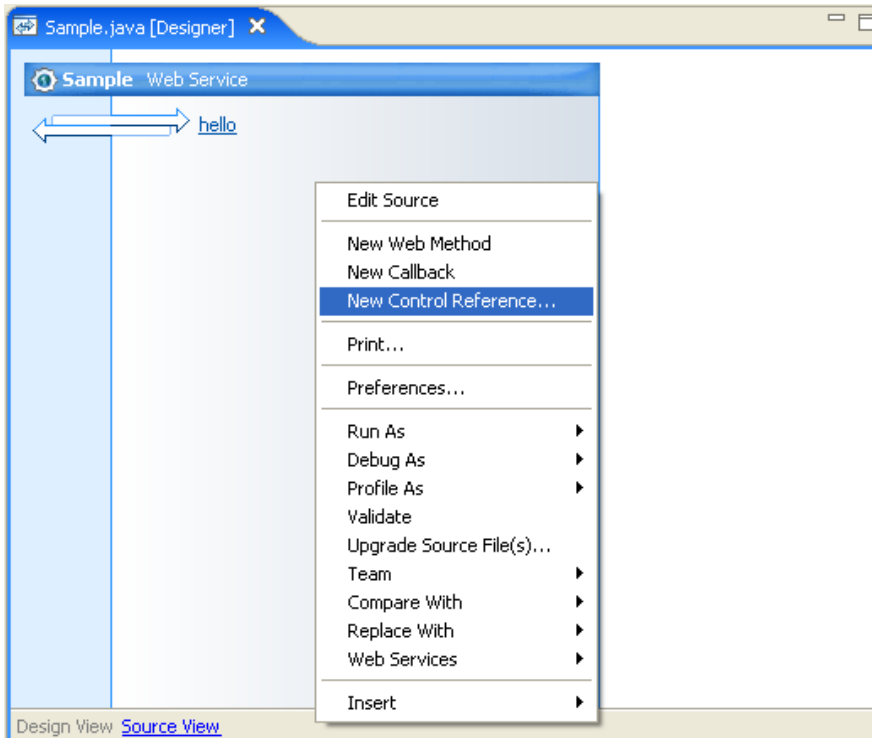 Sample.java [Designer]
Sample Web Service
hello
Edit Source
New Web Method
New Callback
New Control Reference...
Print...
Preferences...
Run As
Debug As
Profile As
Validate
Upgrade Source File(s)...
Team
Compare With
Replace With
Web Services
Insert
Design View Source View